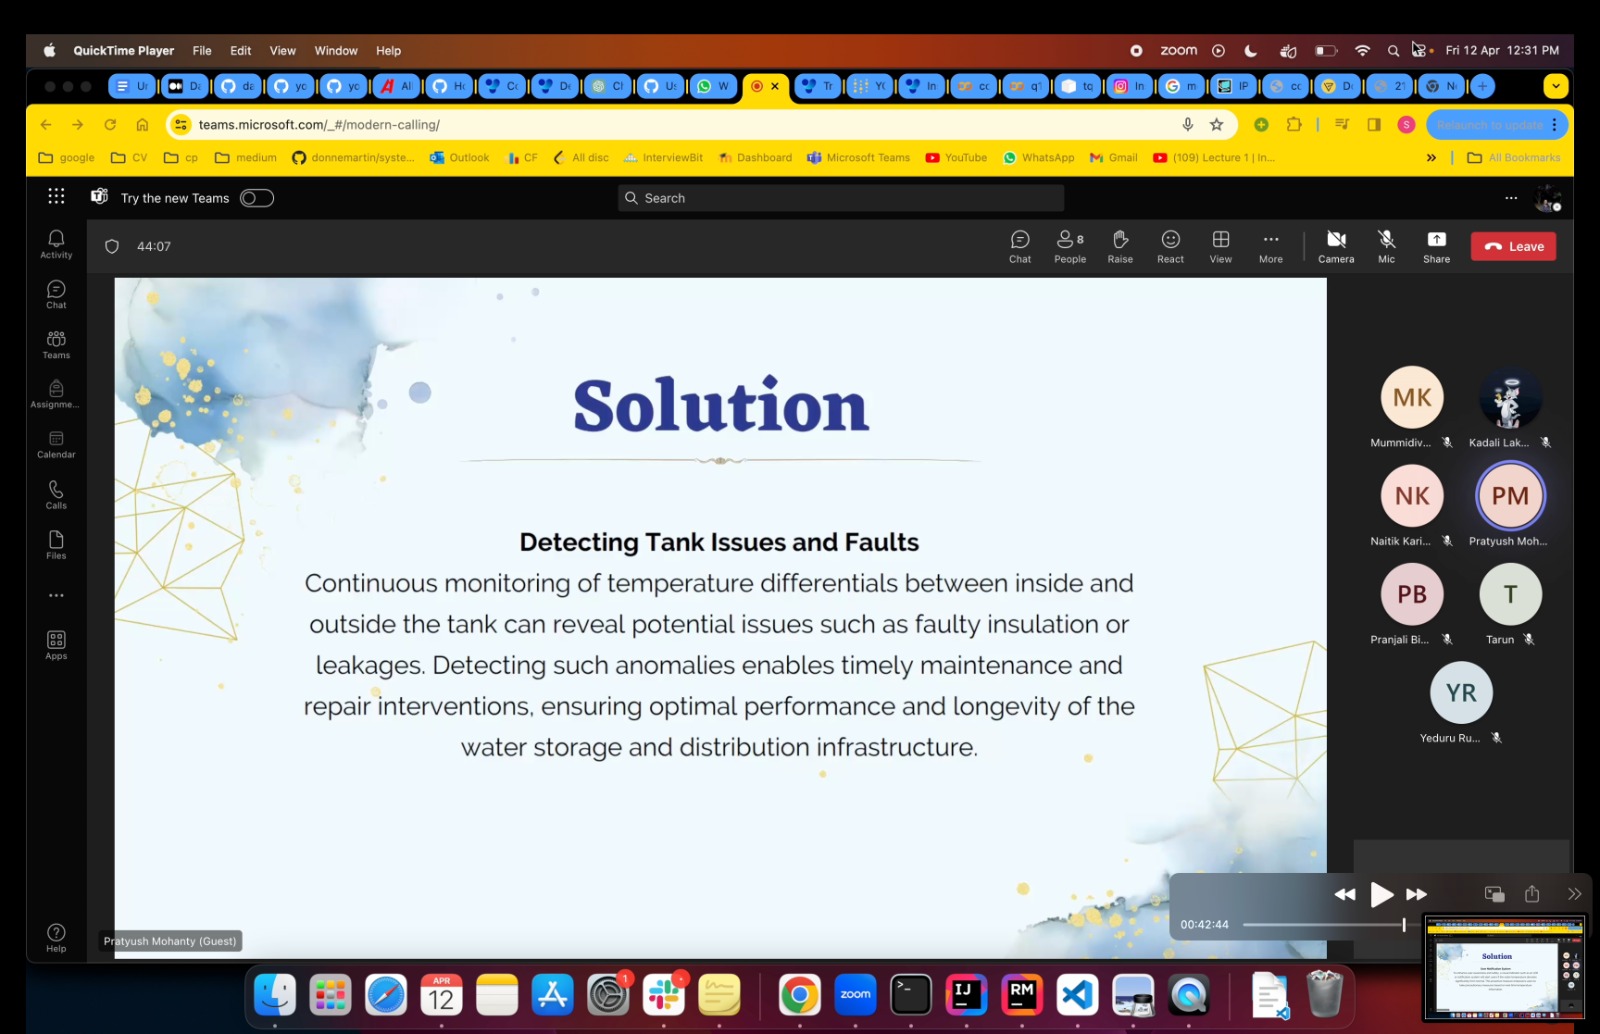 QuickTime Player File Edit View Window Help
zoom Fri 12 Apr 12:31 PM
teams.microsoft.com/_#/modern-calling/
Relaunch to update
google CV cp medium donnemartin/syste... Outlook CF All disc InterviewBit Dashboard Microsoft Teams YouTube WhatsApp Gmail (109) Lecture 1 | In... » All Bookmarks
Try the new Teams
Search
44:07
8
Chat People Raise React View More Camera Mic Share Leave
Activity
Chat
Teams
Assignme...
Calendar
Calls
Files
Apps
Help
Solution
Detecting Tank Issues and Faults
Continuous monitoring of temperature differentials between inside and
outside the tank can reveal potential issues such as faulty insulation or
leakages. Detecting such anomalies enables timely maintenance and
repair interventions, ensuring optimal performance and longevity of the
water storage and distribution infrastructure.
Pratyush Mohanty (Guest)
MK
Mummidiv... Kadali Lak...
NK PM
Naitik Kari... Pratyush Moh...
PB T
Pranjali Bi... Tarun
YR
Yeduru Ru...
00:42:44
APR
12
1
zoom
IJ
RM
Solution